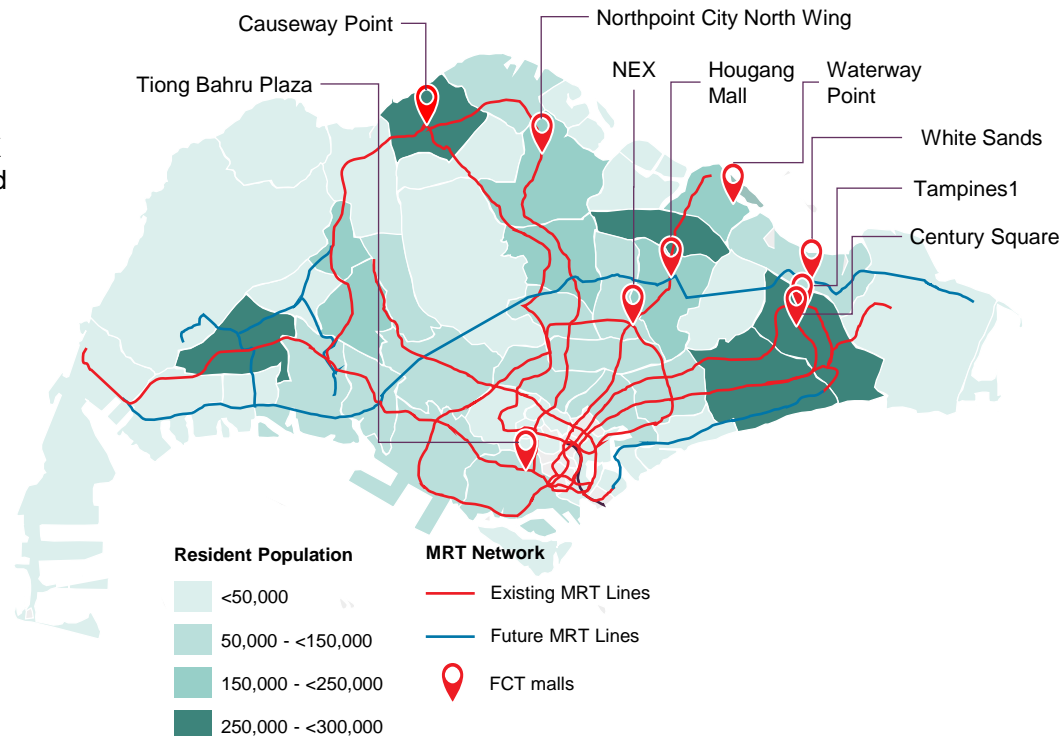 Causeway Point
Northpoint City North Wing
Tiong Bahru Plaza
NEX
Hougang
Mall
Waterway
Point
White Sands
Tampines1
Century Square
d
Resident Population
<50,000
50,000 - <150,000
150,000 - <250,000
250,000 - <300,000
MRT Network
Existing MRT Lines
Future MRT Lines
FCT malls